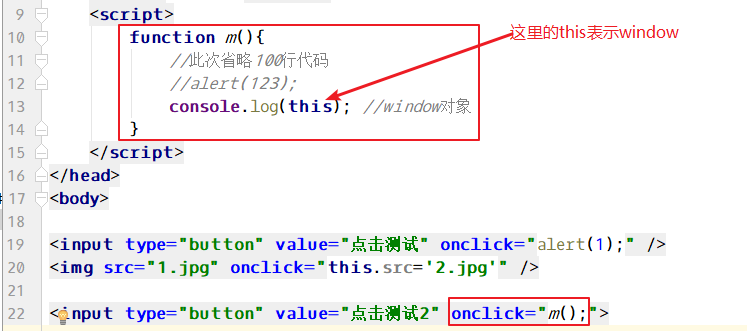 9 <script>
10 function m(){
11 //此次省略100行代码
12 //alert(123);
13 console.log(this); //window对象
14 }
15 </script>
16 </head>
17 <body>
18
19 <input type="button" value="点击测试" onclick="alert(1);" />
20 <img src="1.jpg" onclick="this.src='2.jpg'" />
21
22 <input type="button" value="点击测试2" onclick="m();">
这里的this表示window